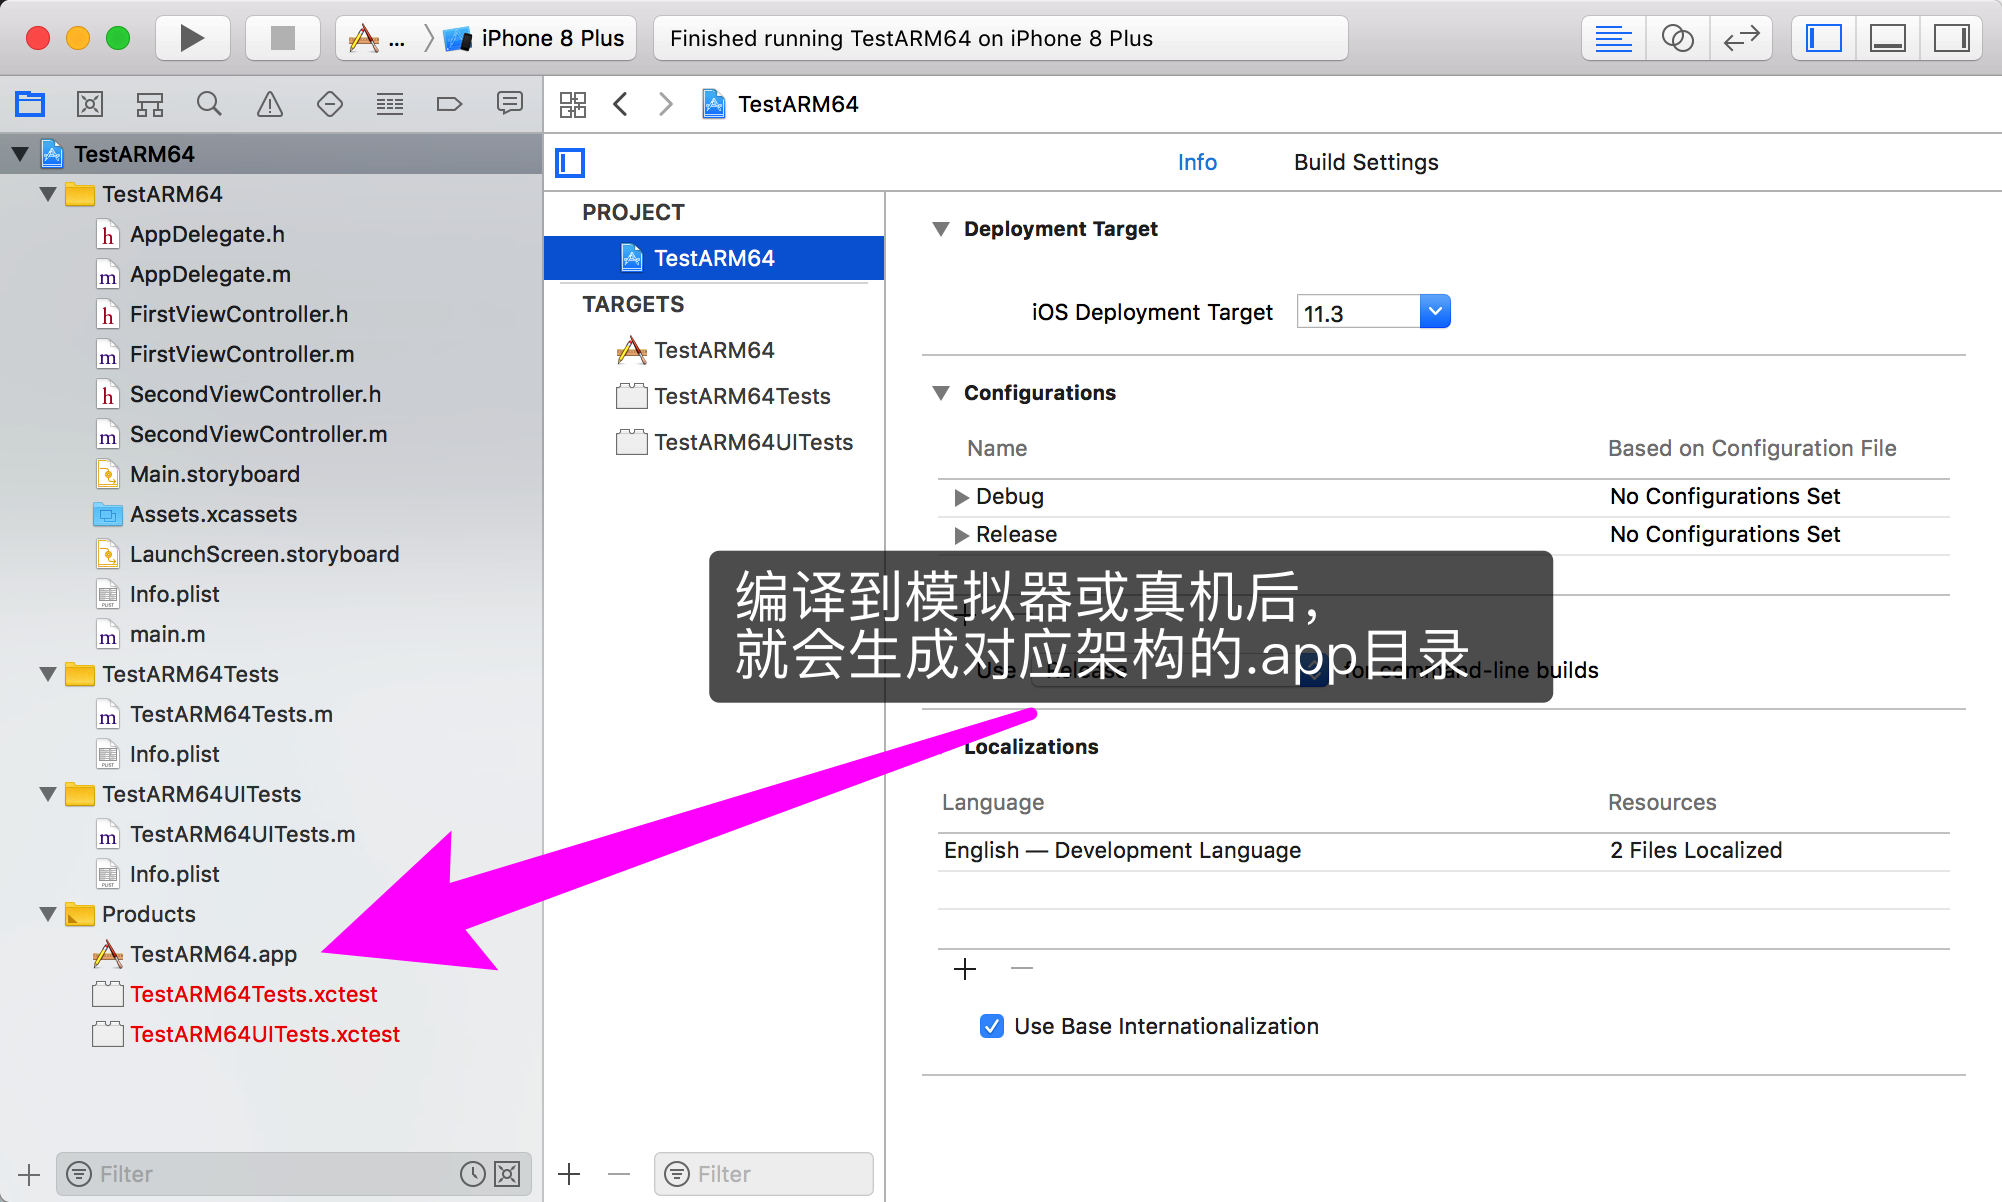 ... iPhone 8 Plus
Finished running TestARM64 on iPhone 8 Plus
TestARM64
TestARM64
AppDelegate.h
AppDelegate.m
FirstViewController.h
FirstViewController.m
SecondViewController.h
SecondViewController.m
Main.storyboard
Assets.xcassets
LaunchScreen.storyboard
Info.plist
main.m
TestARM64Tests
TestARM64Tests.m
Info.plist
TestARM64UITests
TestARM64UITests.m
Info.plist
Products
TestARM64.app
TestARM64Tests.xctest
TestARM64UITests.xctest
Filter
TestARM64
Info Build Settings
PROJECT
TestARM64
TARGETS
TestARM64
TestARM64Tests
TestARM64UITests
Filter
Deployment Target
iOS Deployment Target 11.3
Configurations
Name Based on Configuration File
Debug No Configurations Set
Release No Configurations Set
编译到模拟器或真机后，
就会生成对应架构的.app目录
Use Release for command-line builds
Localizations
Language Resources
English — Development Language 2 Files Localized
Use Base Internationalization